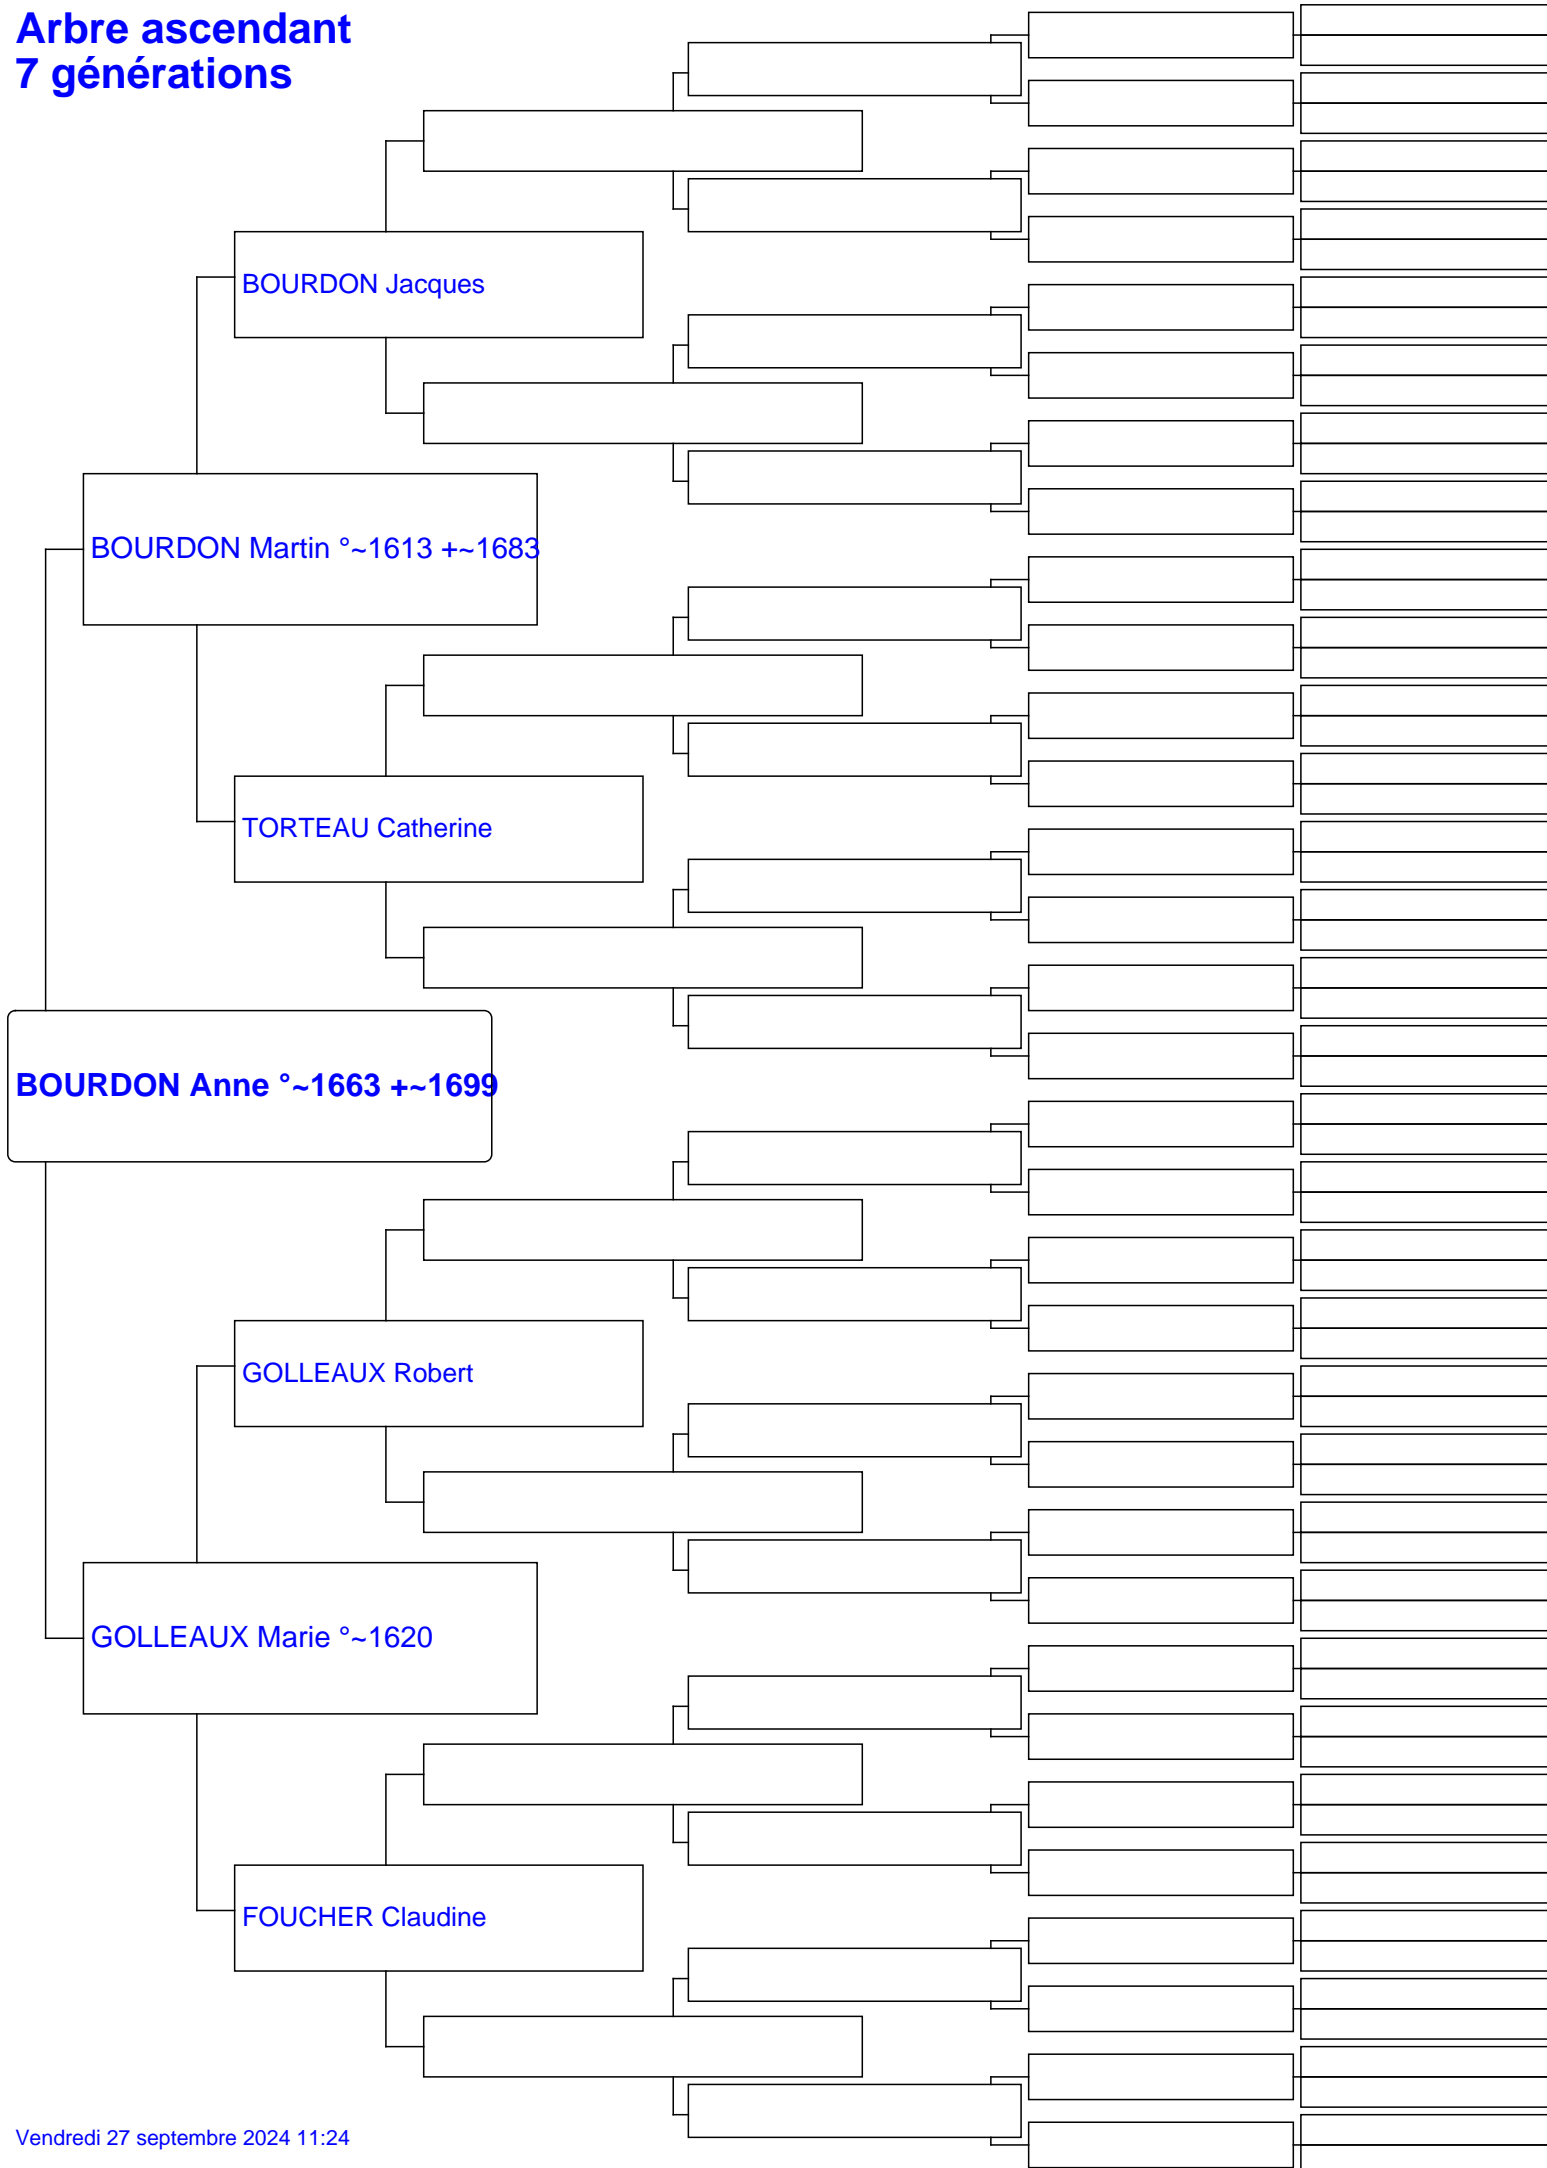 Arbre ascendant
7 générations
BOURDON Jacques
BOURDON Martin °~1613 +~1683
TORTEAU Catherine
BOURDON Anne °~1663 +~1699
GOLLEAUX Robert
GOLLEAUX Marie °~1620
FOUCHER Claudine
Vendredi 27 septembre 2024 11:24